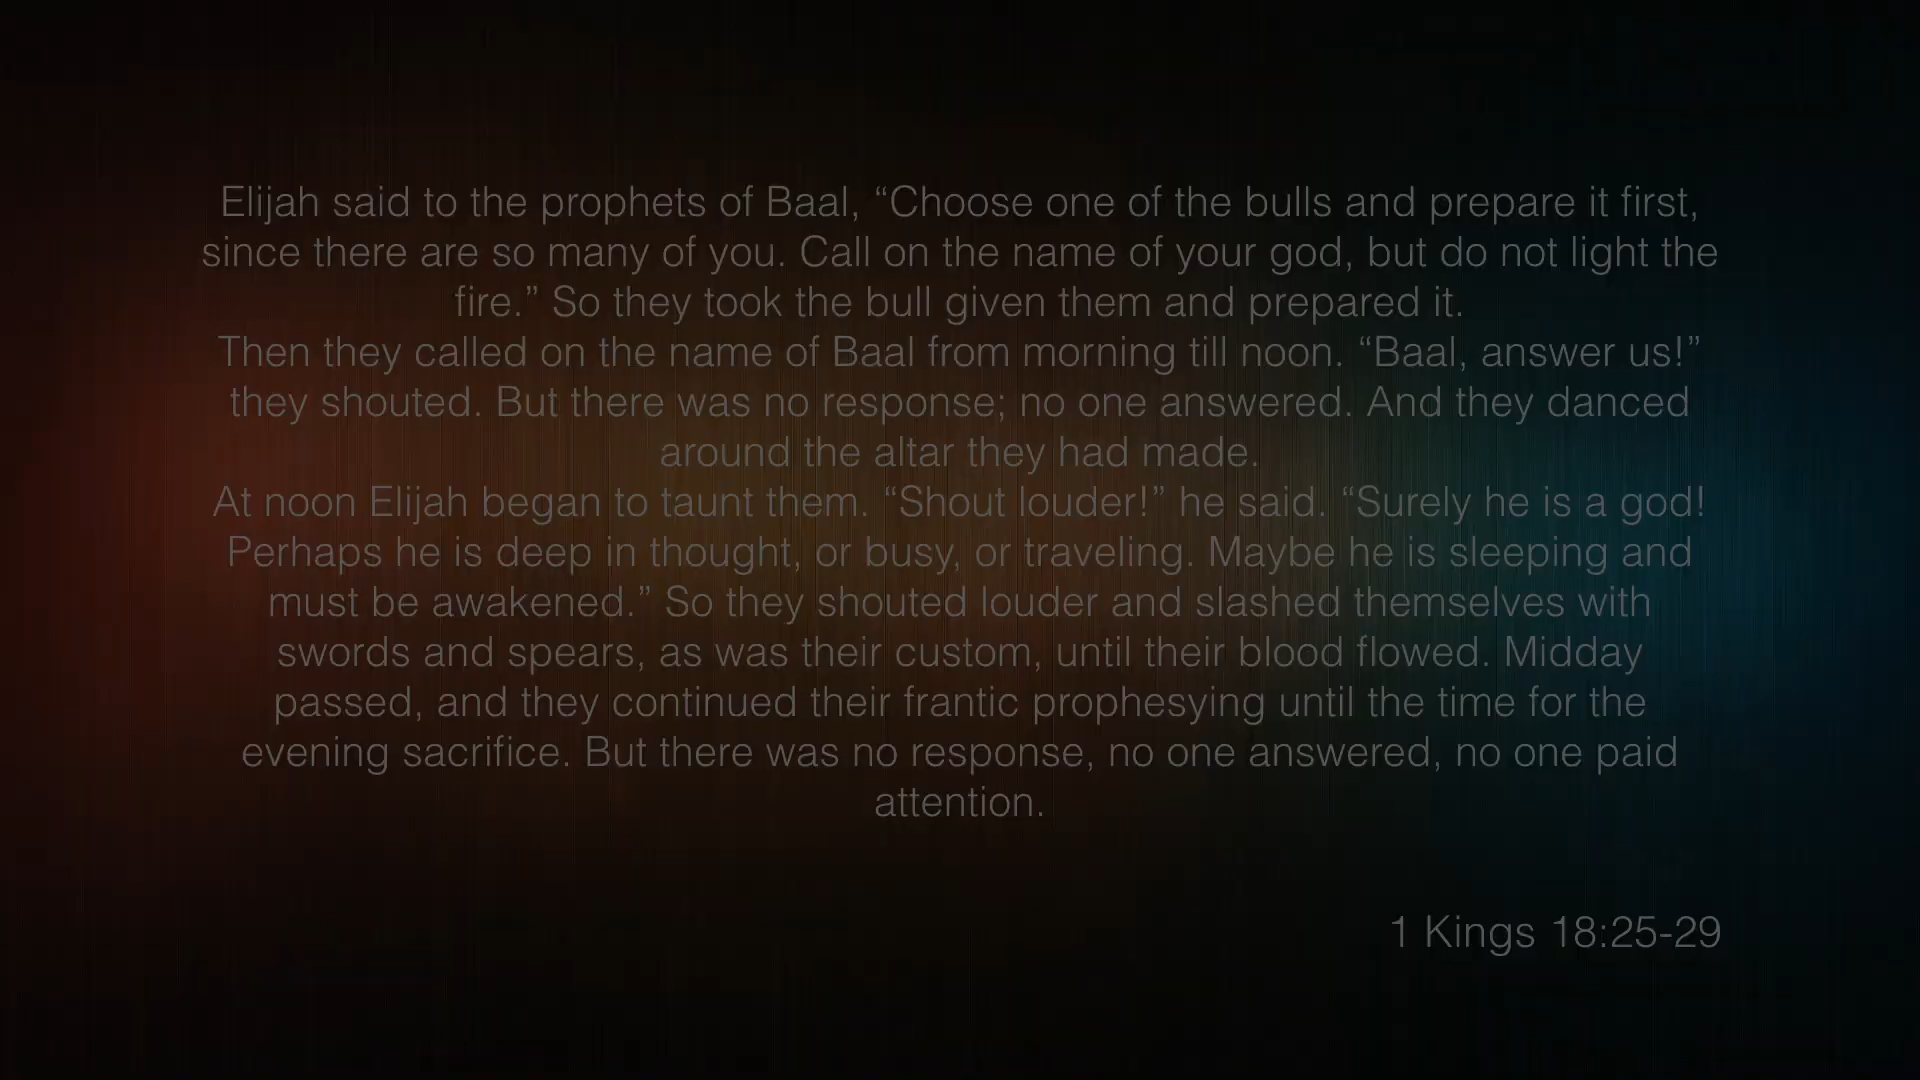 Elijah said to the prophets of Baal, “Choose one of the bulls and prepare it first,
since there are so many of you. Call on the name of your god, but do not light the
fire.” So they took the bull given them and prepared it.
Then they called on the name of Baal from morning till noon. “Baal, answer us!”
they shouted. But there was no response; no one answered. And they danced
around the altar they had made.
At noon Elijah began to taunt them. “Shout louder!” he said. “Surely he is a god!
Perhaps he is deep in thought, or busy, or traveling. Maybe he is sleeping and
must be awakened.” So they shouted louder and slashed themselves with
swords and spears, as was their custom, until their blood flowed. Midday
passed, and they continued their frantic prophesying until the time for the
evening sacrifice. But there was no response, no one answered, no one paid
attention.
1 Kings 18:25-29